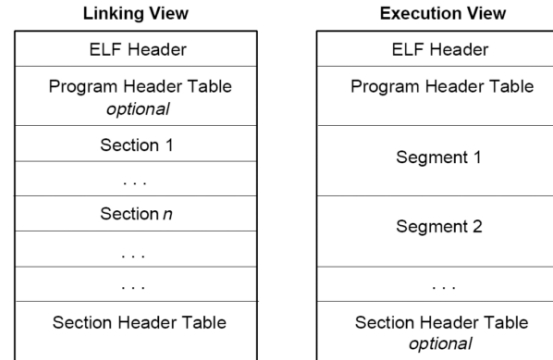 Linking View
ELF Header
Program Header Table
optional
Section 1
. . .
Section n
. . .
. . .
Section Header Table
Execution View
ELF Header
Program Header Table
Segment 1
Segment 2
. . .
Section Header Table
optional